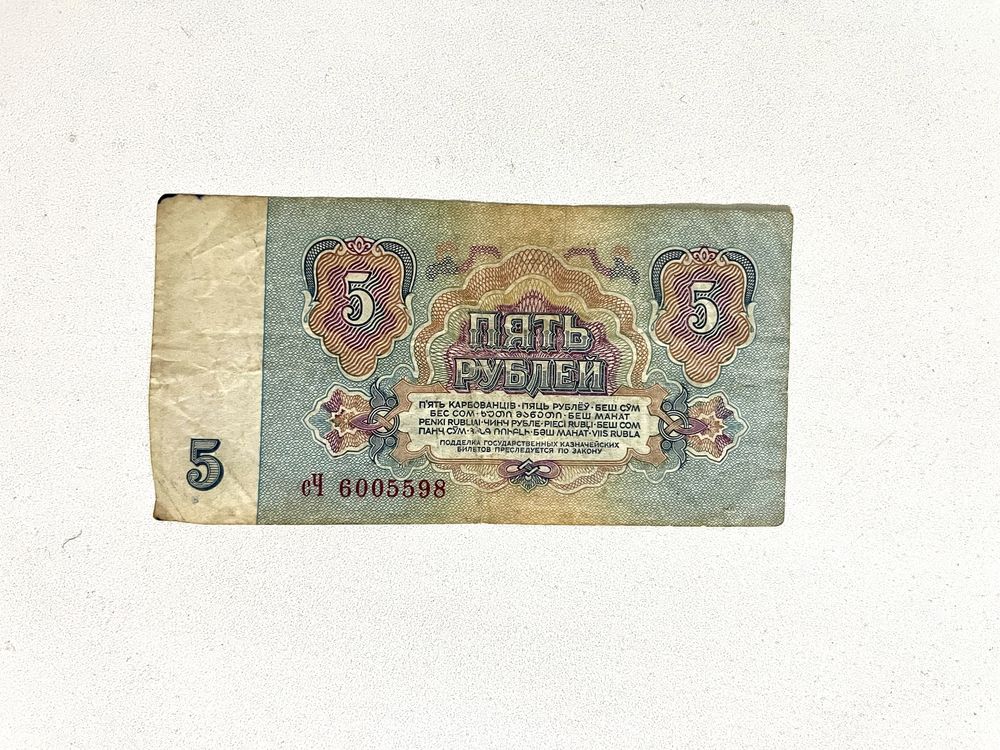 5
5
ПЯТЬ
РУБЛЕЙ
П'ЯТЬ КАРБОВАНЦІВ · ПЯЦЬ РУБЛЁЎ · БЕШ СЎМ
БЕС СОМ · ᲮᲣᲗᲘ ᲛᲐᲜᲔᲗᲘ · БЕШ МАНАТ
PENKI RUBLIAI · ЧИНЧ РУБЛЕ · PIECI RUBĻI · БЕШ СОМ
ПАНҶ СЎМ · ՀԻՆԳ ՌՈՒԲԼԻ · БӘШ МАНАТ · VIIS RUBLA
ПОДДЕЛКА ГОСУДАРСТВЕННЫХ КАЗНАЧЕЙСКИХ
БИЛЕТОВ ПРЕСЛЕДУЕТСЯ ПО ЗАКОНУ
5
сЧ 6005598